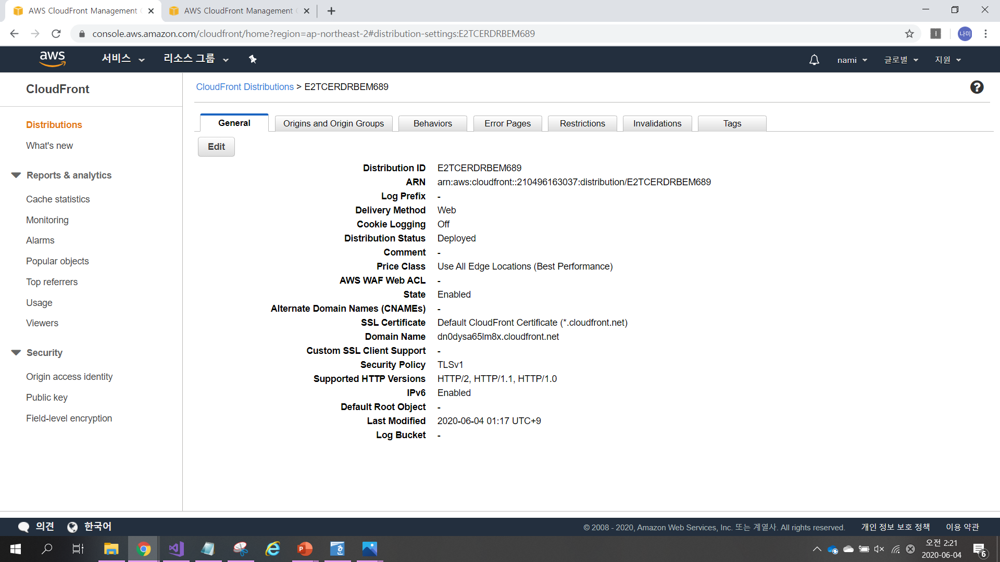 AWS CloudFront Management
AWS CloudFront Management
console.aws.amazon.com/cloudfront/home?region=ap-northeast-2#distribution-settings:E2TCERDRBEM689
나미
aws
서비스
리소스 그룹
nami
글로벌
지원
CloudFront
Distributions
What's new
Reports & analytics
Cache statistics
Monitoring
Alarms
Popular objects
Top referrers
Usage
Viewers
Security
Origin access identity
Public key
Field-level encryption
CloudFront Distributions > E2TCERDRBEM689
General
Origins and Origin Groups
Behaviors
Error Pages
Restrictions
Invalidations
Tags
Edit
Distribution ID E2TCERDRBEM689
ARN arn:aws:cloudfront::210496163037:distribution/E2TCERDRBEM689
Log Prefix -
Delivery Method Web
Cookie Logging Off
Distribution Status Deployed
Comment -
Price Class Use All Edge Locations (Best Performance)
AWS WAF Web ACL -
State Enabled
Alternate Domain Names (CNAMEs) -
SSL Certificate Default CloudFront Certificate (*.cloudfront.net)
Domain Name dn0dysa65lm8x.cloudfront.net
Custom SSL Client Support -
Security Policy TLSv1
Supported HTTP Versions HTTP/2, HTTP/1.1, HTTP/1.0
IPv6 Enabled
Default Root Object -
Last Modified 2020-06-04 01:17 UTC+9
Log Bucket -
의견
한국어
© 2008 - 2020, Amazon Web Services, Inc. 또는 계열사. All rights reserved.
개인 정보 보호 정책
이용 약관
오전 2:21
2020-06-04
6